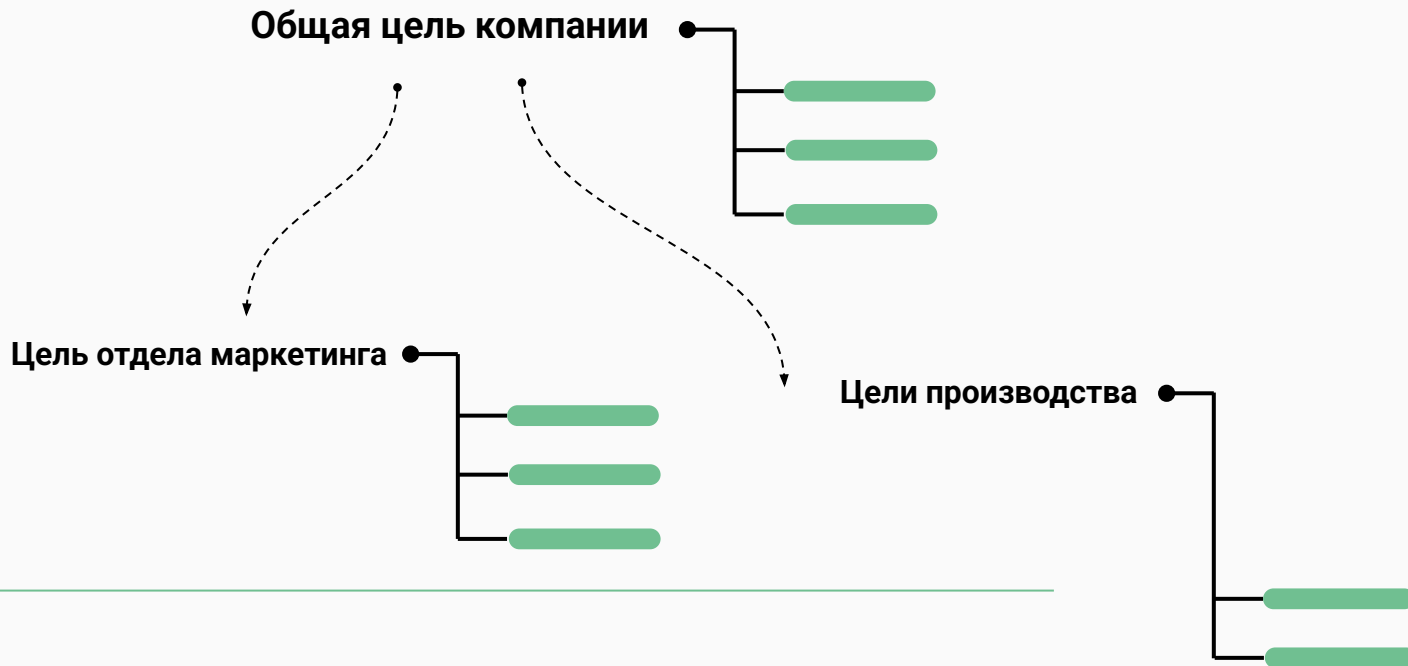 Общая цель компании
Цель отдела маркетинга
Цели производства